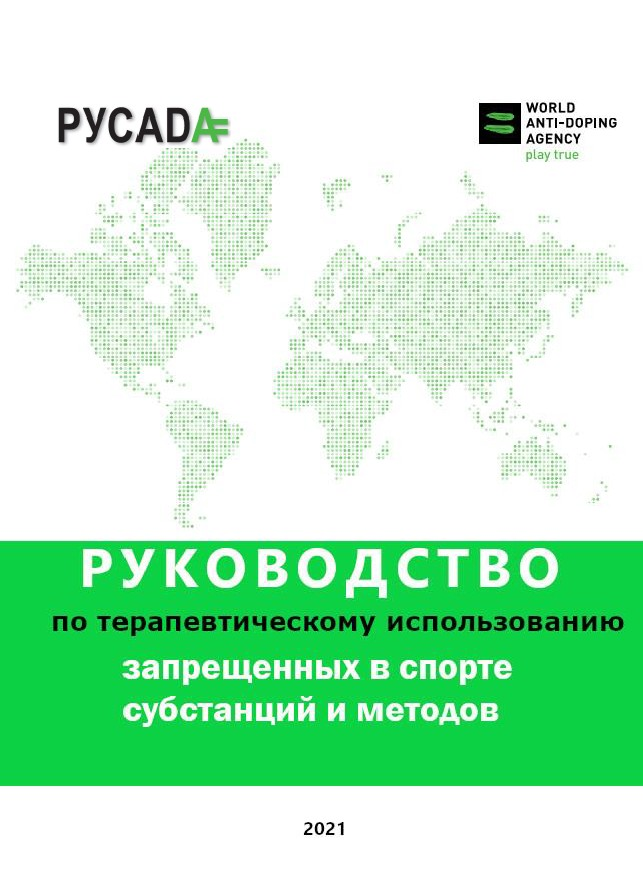 РУСАДА
WORLD
ANTI-DOPING
AGENCY
play true
РУКОВОДСТВО
по терапевтическому использованию
запрещенных в спорте
субстанций и методов
2021